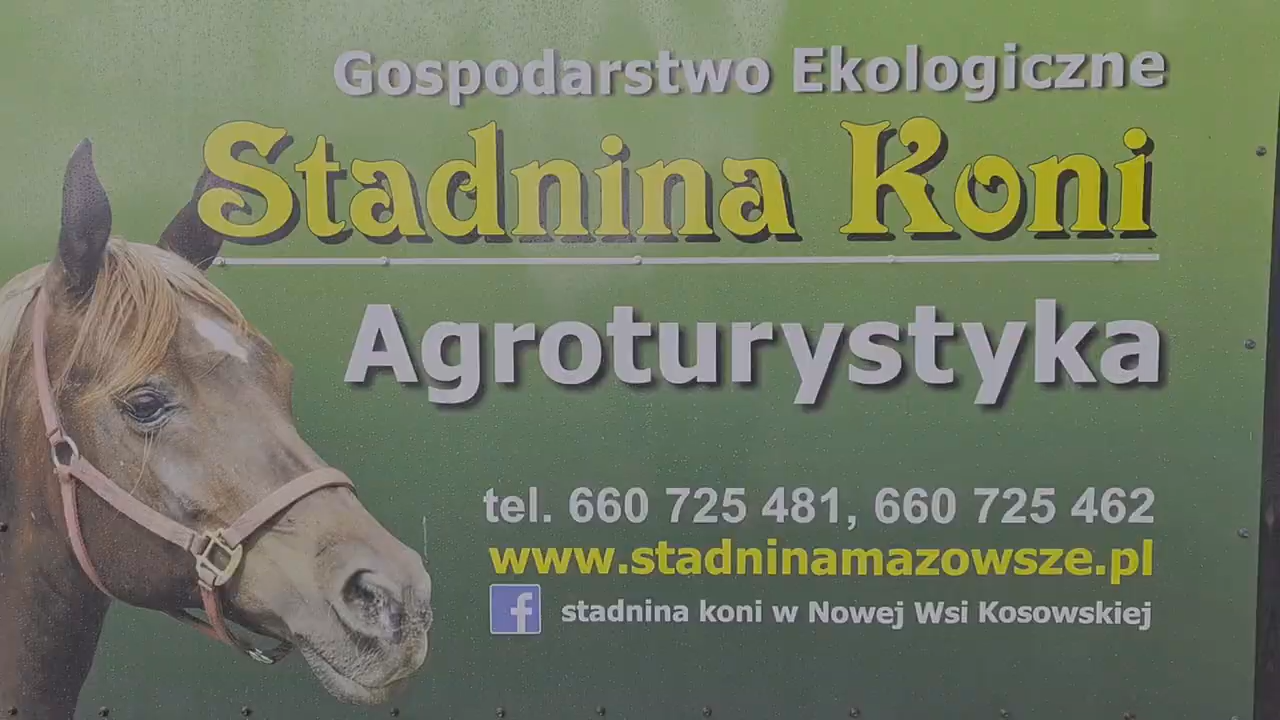 Gospodarstwo Ekologiczne
Stadnina Koni
Agroturystyka
tel. 660 725 481, 660 725 462
www.stadninamazowsze.pl
f stadnina koni w Nowej Wsi Kosowskiej